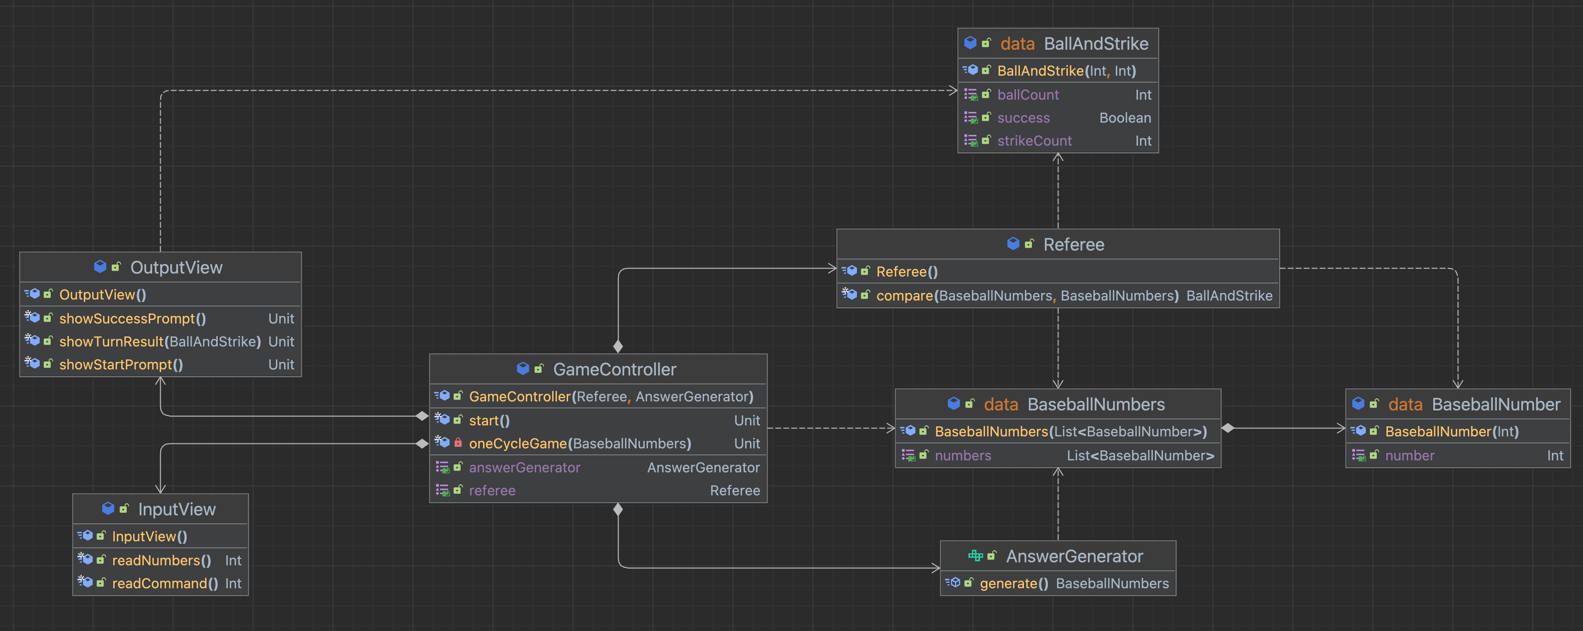 data BallAndStrike
BallAndStrike(Int, Int)
ballCount Int
success Boolean
strikeCount Int
Referee
Referee()
compare(BaseballNumbers, BaseballNumbers) BallAndStrike
OutputView
OutputView()
showSuccessPrompt() Unit
showTurnResult(BallAndStrike) Unit
showStartPrompt() Unit
GameController
GameController(Referee, AnswerGenerator)
start() Unit
oneCycleGame(BaseballNumbers) Unit
answerGenerator AnswerGenerator
referee Referee
data BaseballNumbers
BaseballNumbers(List<BaseballNumber>)
numbers List<BaseballNumber>
data BaseballNumber
BaseballNumber(Int)
number Int
InputView
InputView()
readNumbers() Int
readCommand() Int
AnswerGenerator
generate() BaseballNumbers